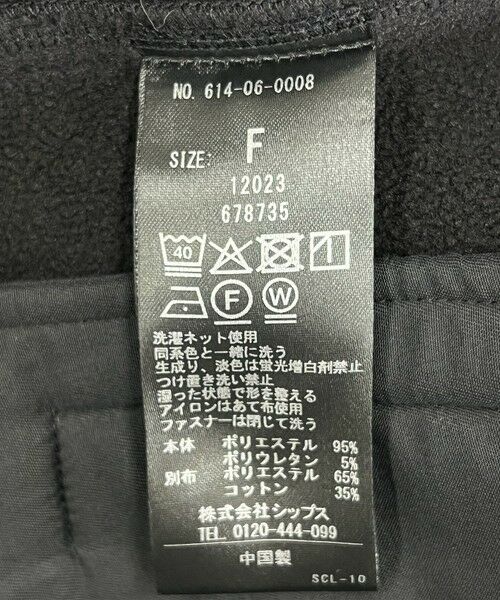 NO. 614-06-0008
SIZE: F
12023
678735
40
F W
洗濯ネット使用
同系色と一緒に洗う
生成り、淡色は蛍光増白剤禁止
つけ置き洗い禁止
湿った状態で形を整える
アイロンはあて布使用
ファスナーは閉じて洗う
本体 ポリエステル 95%
ポリウレタン 5%
別布 ポリエステル 65%
コットン 35%
株式会社シップス
TEL. 0120-444-099
中国製
SCL-10